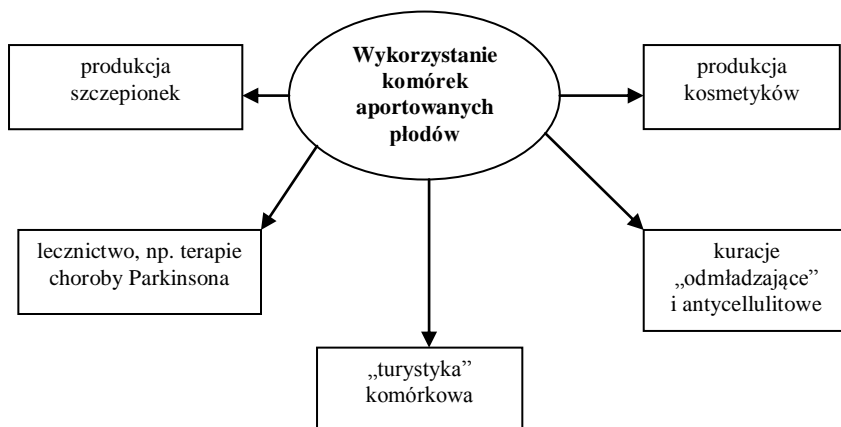 Wykorzystanie
komórek
aportowanych
płodów
produkcja
szczepionek
produkcja
kosmetyków
lecznictwo, np. terapie
choroby Parkinsona
kuracje
„odmładzające”
i antycellulitowe
„turystyka”
komórkowa